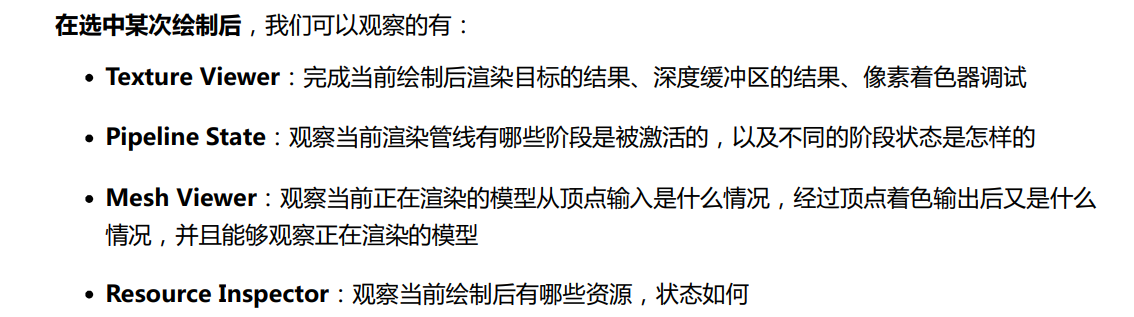 在选中某次绘制后，我们可以观察的有：
• Texture Viewer：完成当前绘制后渲染目标的结果、深度缓冲区的结果、像素着色器调试
• Pipeline State：观察当前渲染管线有哪些阶段是被激活的，以及不同的阶段状态是怎样的
• Mesh Viewer：观察当前正在渲染的模型从顶点输入是什么情况，经过顶点着色输出后又是什么
情况，并且能够观察正在渲染的模型
• Resource Inspector：观察当前绘制后有哪些资源，状态如何